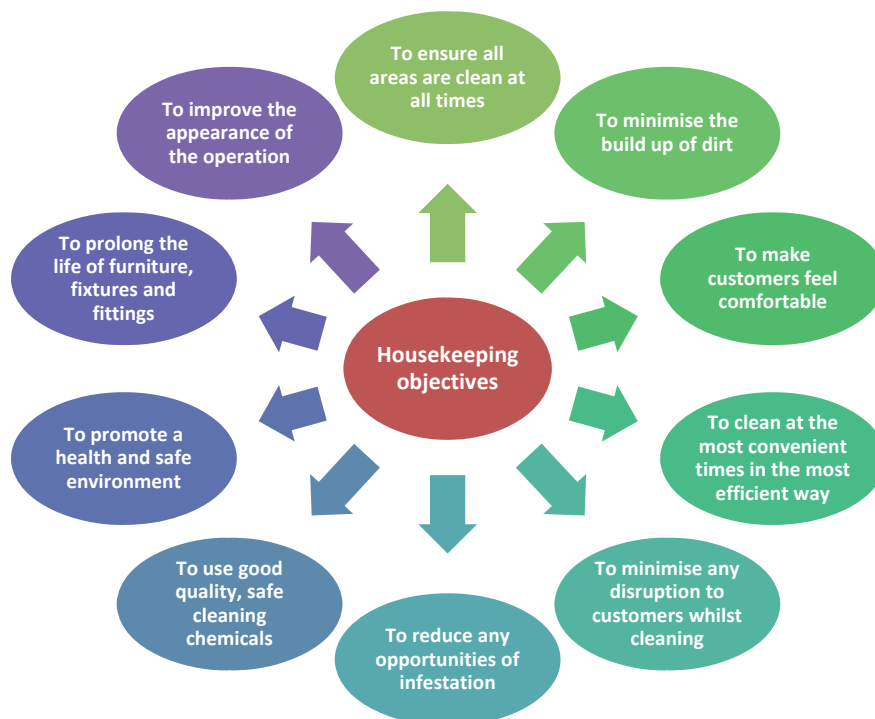 To ensure all
areas are clean at
all times
To minimise the
build up of dirt
To make
customers feel
comfortable
To clean at the
most convenient
times in the most
efficient way
To minimise any
disruption to
customers whilst
cleaning
To reduce any
opportunities of
infestation
To use good
quality, safe
cleaning
chemicals
To promote a
health and safe
environment
To prolong the
life of furniture,
fixtures and
fittings
To improve the
appearance of
the operation
Housekeeping
objectives